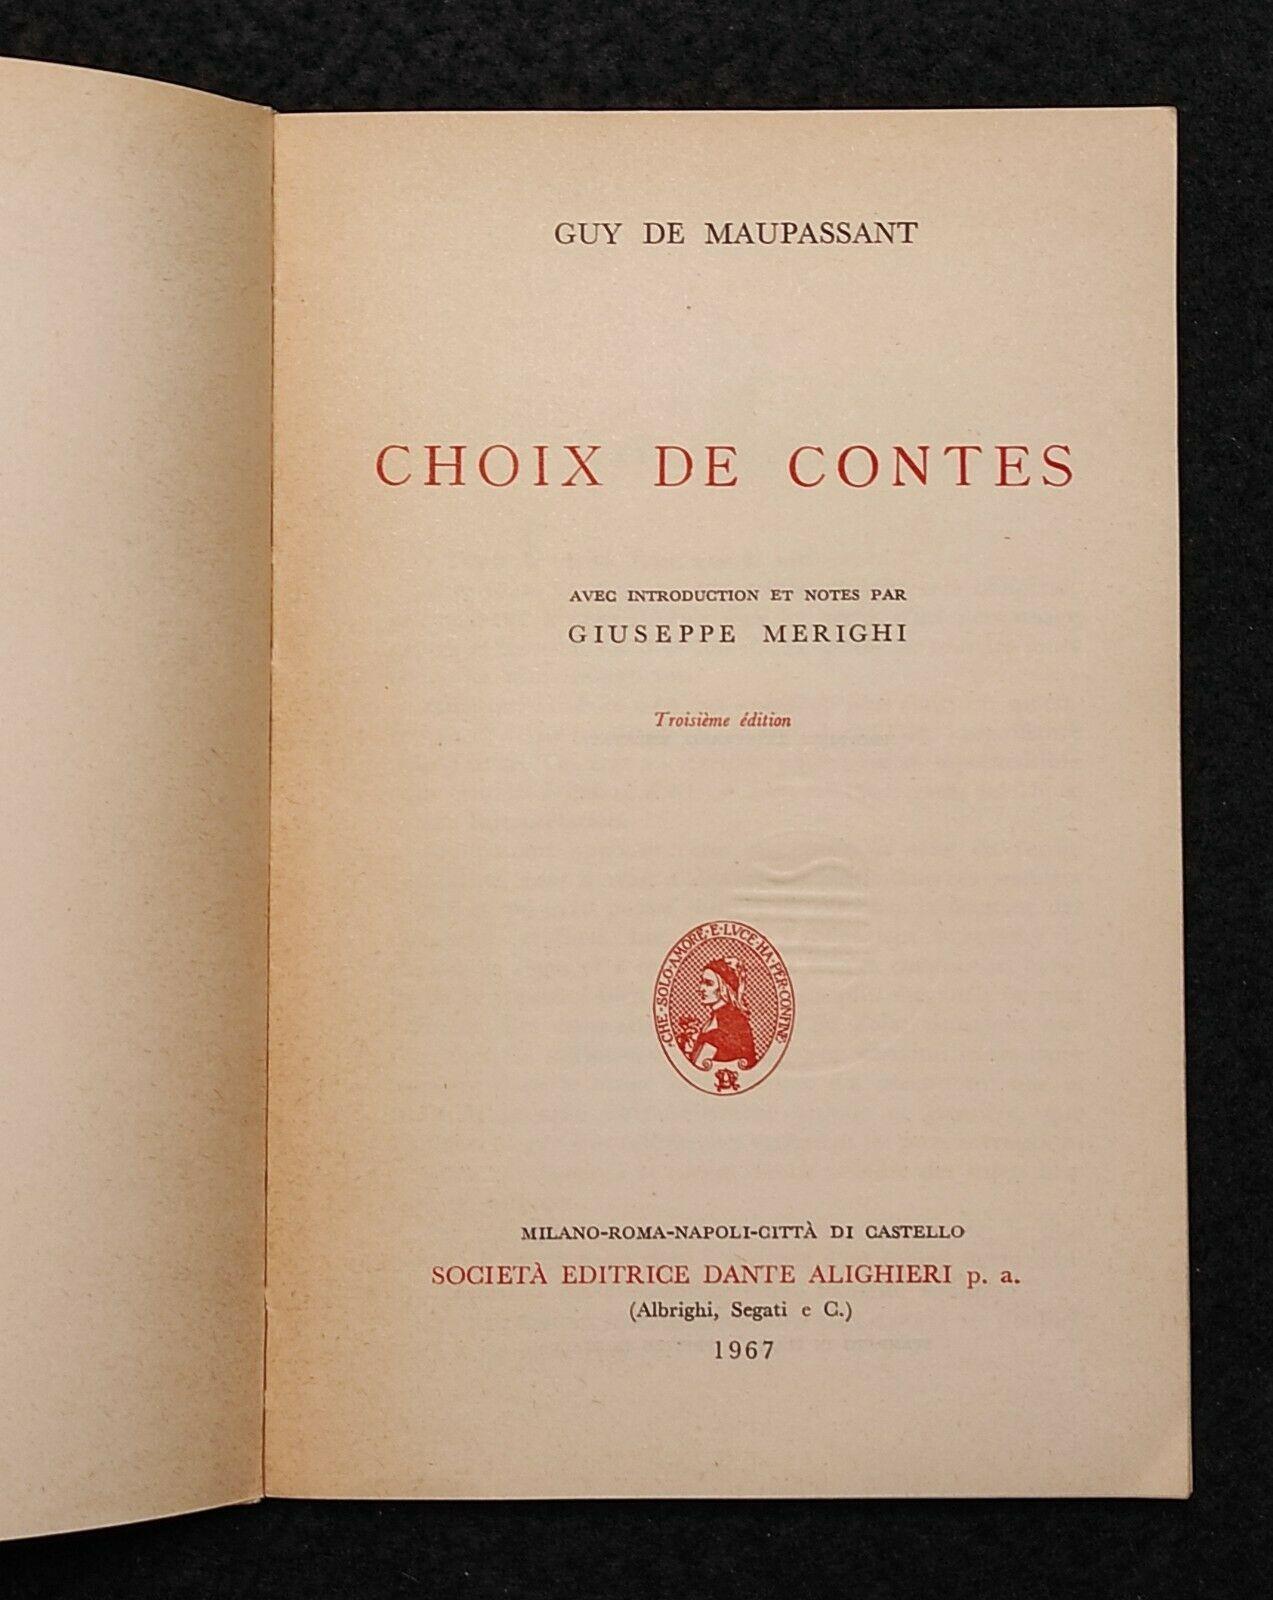 GUY DE MAUPASSANT
CHOIX DE CONTES
AVEC INTRODUCTION ET NOTES PAR
GIUSEPPE MERIGHI
Troisième édition
CHE·SOLO·AMORE·E·LVCE·HA·PER·CONFINE
MILANO-ROMA-NAPOLI-CITTÀ DI CASTELLO
SOCIETÀ EDITRICE DANTE ALIGHIERI p. a.
(Albrighi, Segati e C.)
1967